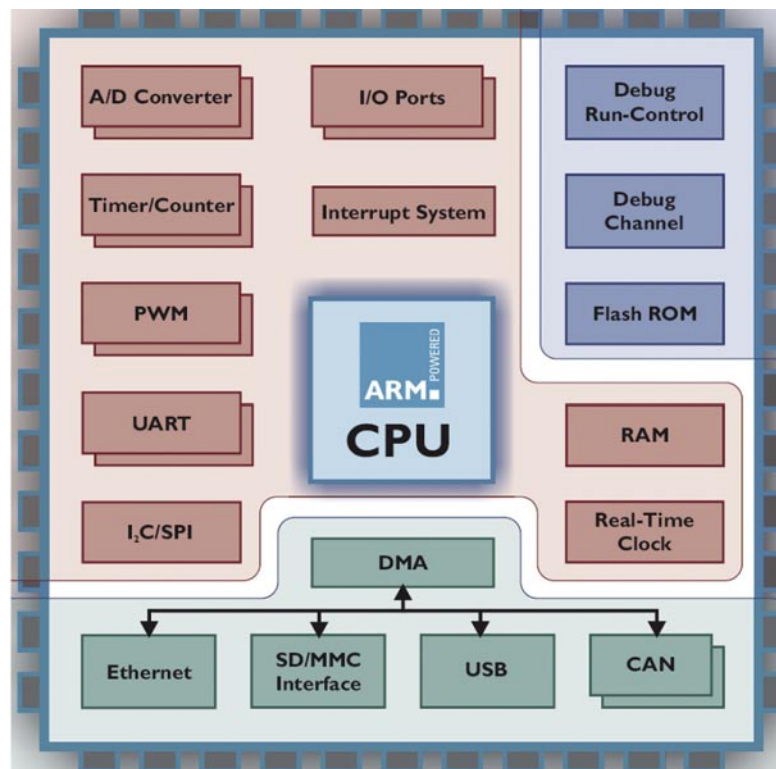 A/D Converter
I/O Ports
Debug
Run-Control
Timer/Counter
Interrupt System
Debug
Channel
PWM
Flash ROM
ARM POWERED
CPU
UART
RAM
I₂C/SPI
Real-Time
Clock
DMA
Ethernet
SD/MMC
Interface
USB
CAN